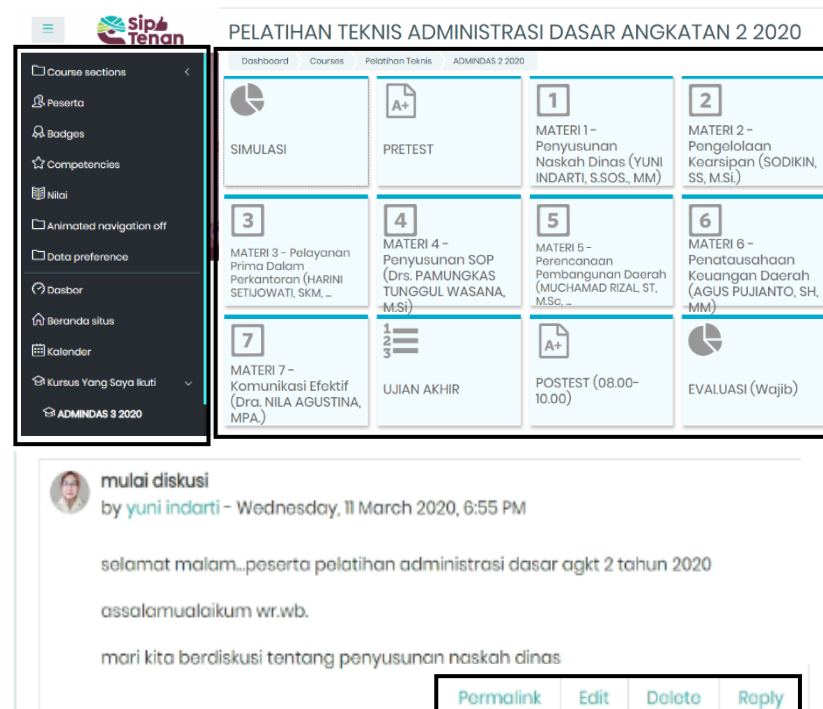 Sip
Tenan
PELATIHAN TEKNIS ADMINISTRASI DASAR ANGKATAN 2 2020
Dashboard Courses Pelatihan Teknis ADMINDAS 2 2020
Course sections
Peserta
Badges
Competencies
Nilai
Animated navigation off
Data preference
Dasbor
Beranda situs
Kalender
Kursus Yang Saya Ikuti
ADMINDAS 3 2020
SIMULASI
A+
PRETEST
1
MATERI 1 -
Penyusunan
Naskah Dinas (YUNI
INDARTI, S.SOS., MM)
2
MATERI 2 -
Pengelolaan
Kearsipan (SODIKIN,
SS, M.Si.)
3
MATERI 3 - Pelayanan
Prima Dalam
Perkantoran (HARINI
SETIJOWATI, SKM, ...
4
MATERI 4 -
Penyusunan SOP
(Drs. PAMUNGKAS
TUNGGUL WASANA,
M.Si)
5
MATERI 5 -
Perencanaan
Pembangunan Daerah
(MUCHAMAD RIZAL, ST,
M.Sc, ...
6
MATERI 6 -
Penatausahaan
Keuangan Daerah
(AGUS PUJIANTO, SH,
MM)
7
MATERI 7 -
Komunikasi Efektif
(Dra. NILA AGUSTINA,
MPA.)
1
2
3
UJIAN AKHIR
A+
POSTEST (08.00-
10.00)
EVALUASI (Wajib)
mulai diskusi
by yuni indarti - Wednesday, 11 March 2020, 6:55 PM
selamat malam...peserta pelatihan administrasi dasar agkt 2 tahun 2020
assalamualaikum wr.wb.
mari kita berdiskusi tentang penyusunan naskah dinas
Permalink Edit Delete Reply